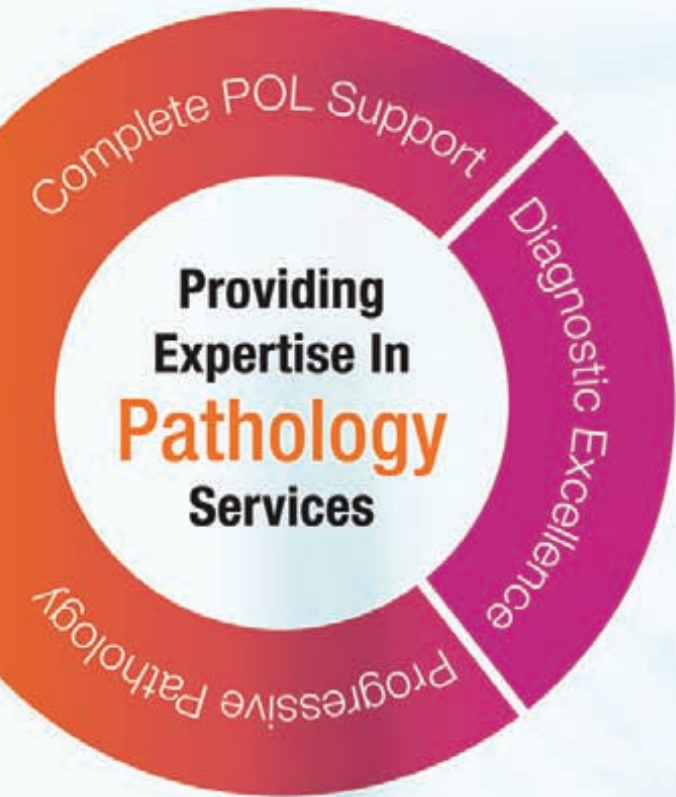 Complete POL Support
Diagnostic Excellence
Progressive Pathology
Providing
Expertise In
Pathology
Services